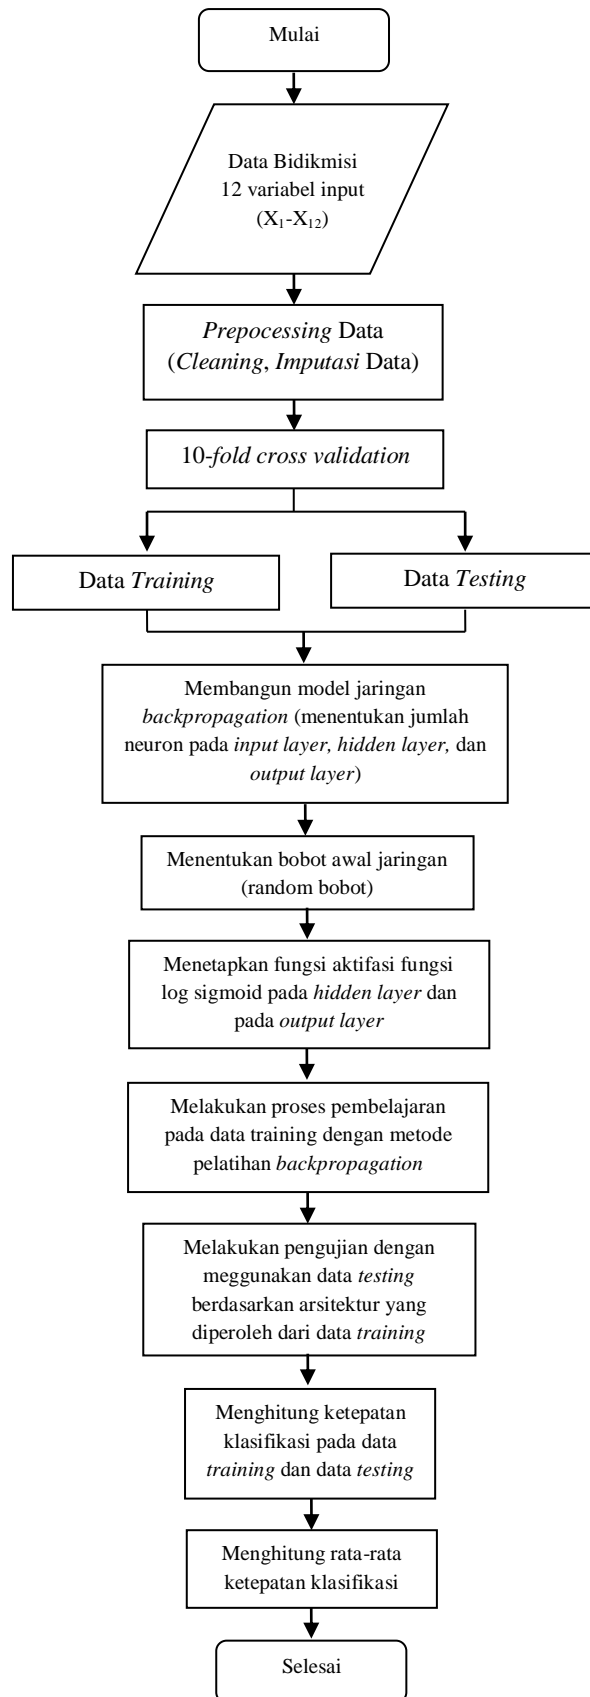 Mulai
Data Bidikmisi
12 variabel input
(X₁-X₁₂)
Prepocessing Data
(Cleaning, Imputasi Data)
10-fold cross validation
Data Training
Data Testing
Membangun model jaringan
backpropagation (menentukan jumlah
neuron pada input layer, hidden layer, dan
output layer)
Menentukan bobot awal jaringan
(random bobot)
Menetapkan fungsi aktifasi fungsi
log sigmoid pada hidden layer dan
pada output layer
Melakukan proses pembelajaran
pada data training dengan metode
pelatihan backpropagation
Melakukan pengujian dengan
meggunakan data testing
berdasarkan arsitektur yang
diperoleh dari data training
Menghitung ketepatan
klasifikasi pada data
training dan data testing
Menghitung rata-rata
ketepatan klasifikasi
Selesai